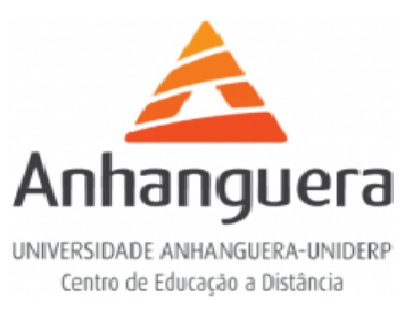 Anhanguera
UNIVERSIDADE ANHANGUERA-UNIDERP
Centro de Educação a Distância